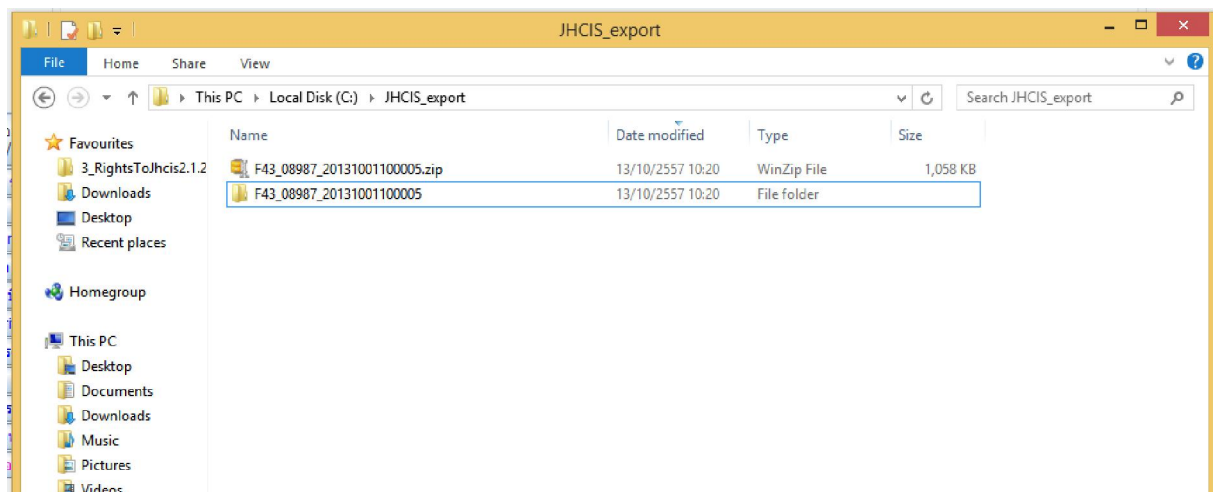 JHCIS_export
File Home Share View
This PC Local Disk (C:) JHCIS_export Search JHCIS_export
Name Date modified Type Size
F43_08987_20131001100005.zip 13/10/2557 10:20 WinZip File 1,058 KB
F43_08987_20131001100005 13/10/2557 10:20 File folder
Favourites
3_RightsToJhcis2.1.2
Downloads
Desktop
Recent places
Homegroup
This PC
Desktop
Documents
Downloads
Music
Pictures
Videos